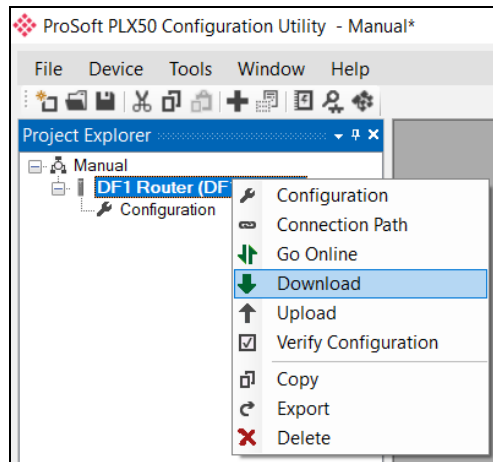 ProSoft PLX50 Configuration Utility - Manual*
File Device Tools Window Help
Project Explorer
Manual
DF1 Router (DF
Configuration
Configuration
Connection Path
Go Online
Download
Upload
Verify Configuration
Copy
Export
Delete